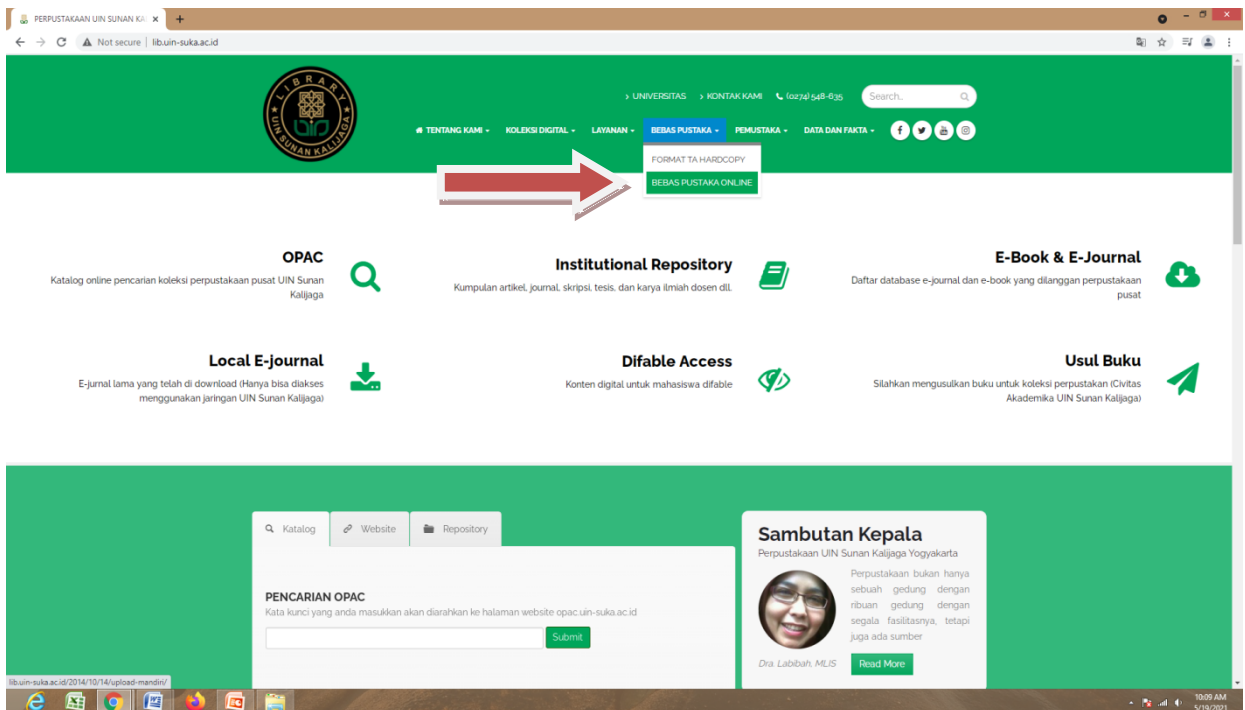 PERPUSTAKAAN UIN SUNAN KA
Not secure | lib.uin-suka.ac.id
LIBRARY
UIN SUNAN KALIJAGA
› UNIVERSITAS › KONTAK KAMI (0274) 548-635 Search..
TENTANG KAMI KOLEKSI DIGITAL LAYANAN BEBAS PUSTAKA PEMUSTAKA DATA DAN FAKTA
FORMAT TA HARDCOPY
BEBAS PUSTAKA ONLINE
OPAC
Katalog online pencarian koleksi perpustakaan pusat UIN Sunan
Kalijaga
Institutional Repository
Kumpulan artikel, journal, skripsi, tesis, dan karya ilmiah dosen dll.
E-Book & E-Journal
Daftar database e-journal dan e-book yang dilanggan perpustakaan
pusat
Local E-journal
E-jurnal lama yang telah di download (Hanya bisa diakses
menggunakan jaringan UIN Sunan Kalijaga)
Difable Access
Konten digital untuk mahasiswa difable
Usul Buku
Silahkan mengusulkan buku untuk koleksi perpustakan (Civitas
Akademika UIN Sunan Kalijaga)
Katalog Website Repository
PENCARIAN OPAC
Kata kunci yang anda masukkan akan diarahkan ke halaman website opac.uin-suka.ac.id
Submit
Sambutan Kepala
Perpustakaan UIN Sunan Kalijaga Yogyakarta
Perpustakaan bukan hanya
sebuah gedung dengan
ribuan gedung dengan
segala fasilitasnya, tetapi
juga ada sumber
Dra. Labibah, MLIS
Read More
lib.uin-suka.ac.id/2014/10/14/upload-mandiri/
10:09 AM
5/19/2021